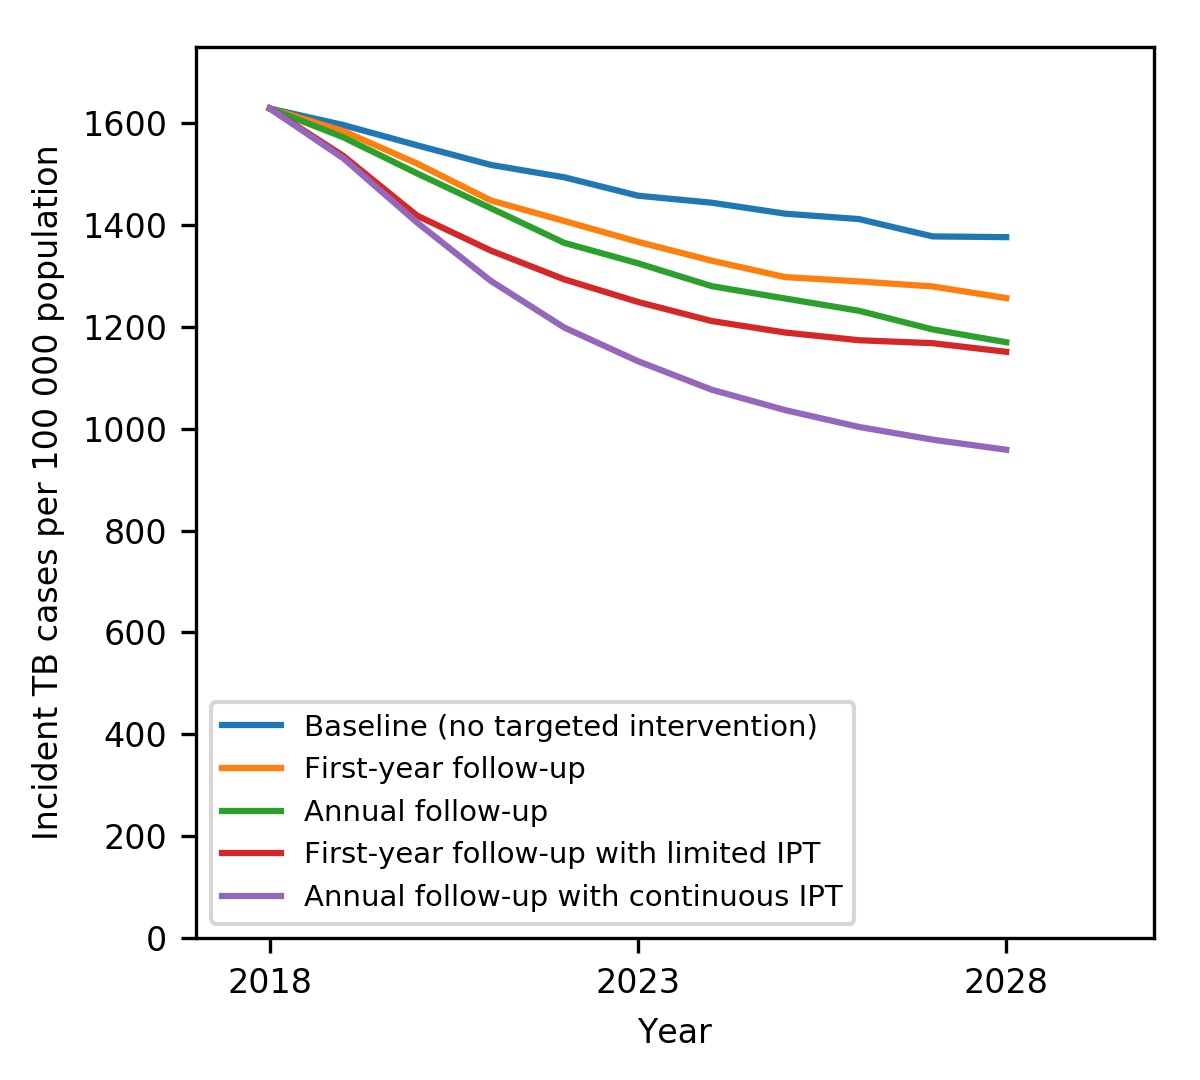 Incident TB cases per 100 000 population
1600
1400
1200
1000
800
600
400
200
0
Baseline (no targeted intervention)
First-year follow-up
Annual follow-up
First-year follow-up with limited IPT
Annual follow-up with continuous IPT
2018 2023 2028
Year